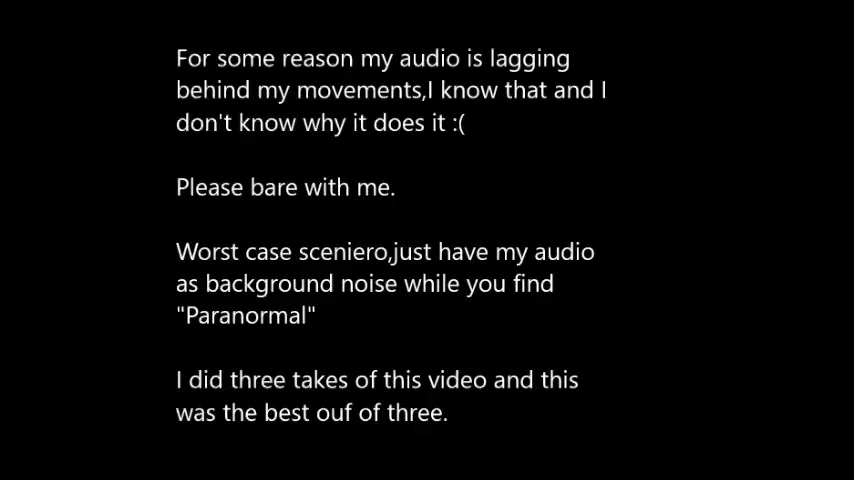 For some reason my audio is lagging
behind my movements,I know that and I
don't know why it does it :(
Please bare with me.
Worst case sceniero,just have my audio
as background noise while you find
"Paranormal"
I did three takes of this video and this
was the best ouf of three.